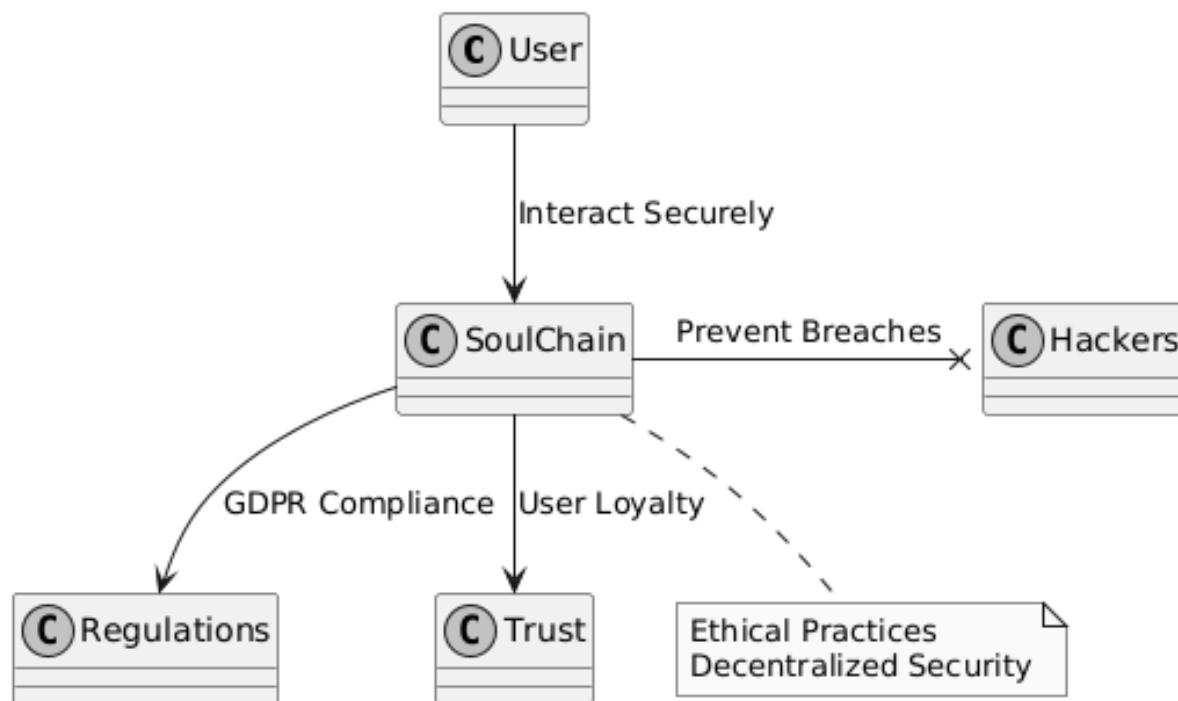 C User
Interact Securely
C SoulChain
Prevent Breaches
C Hackers
GDPR Compliance
User Loyalty
C Regulations
C Trust
Ethical Practices
Decentralized Security